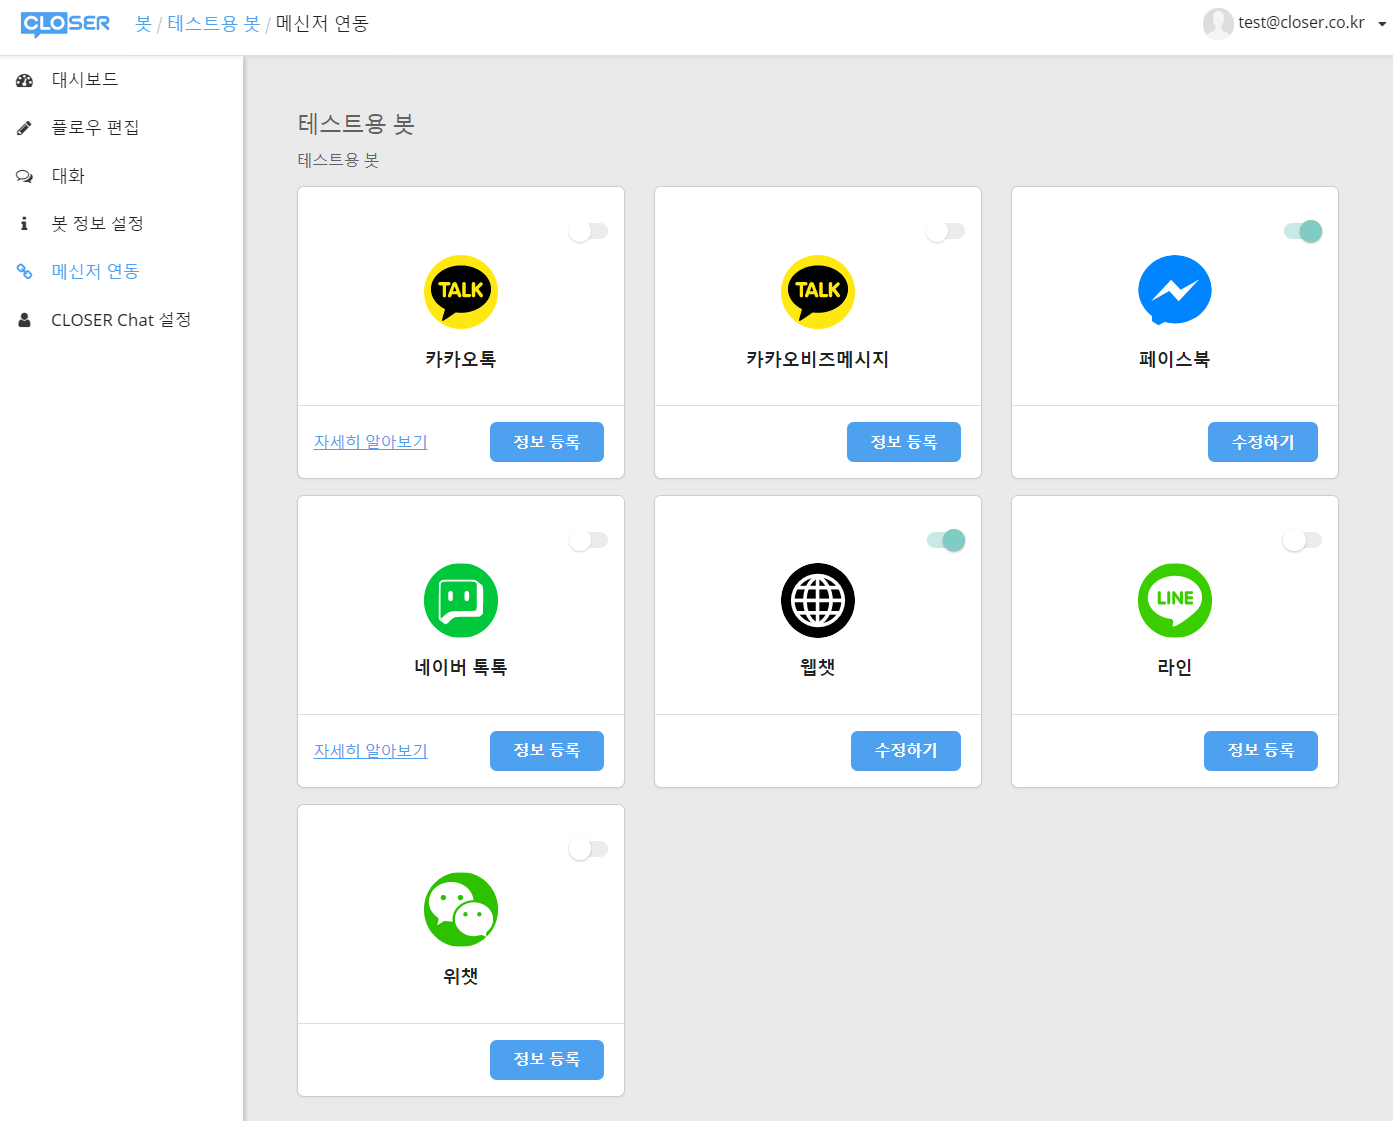 CLOSER
봇 / 테스트용 봇 / 메신저 연동
test@closer.co.kr
대시보드
플로우 편집
대화
봇 정보 설정
메신저 연동
CLOSER Chat 설정
테스트용 봇
테스트용 봇
TALK
카카오톡
자세히 알아보기
정보 등록
TALK
카카오비즈메시지
정보 등록
페이스북
수정하기
네이버 톡톡
자세히 알아보기
정보 등록
웹챗
수정하기
LINE
라인
정보 등록
위챗
정보 등록